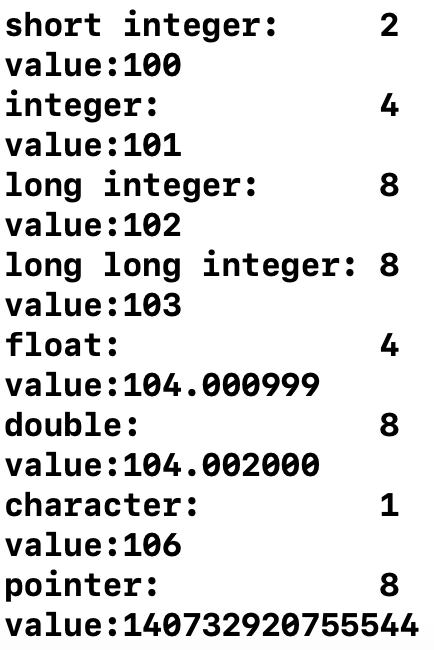 short integer:     2
value:100
integer:           4
value:101
long integer:      8
value:102
long long integer: 8
value:103
float:             4
value:104.000999
double:            8
value:104.002000
character:         1
value:106
pointer:           8
value:140732920755544